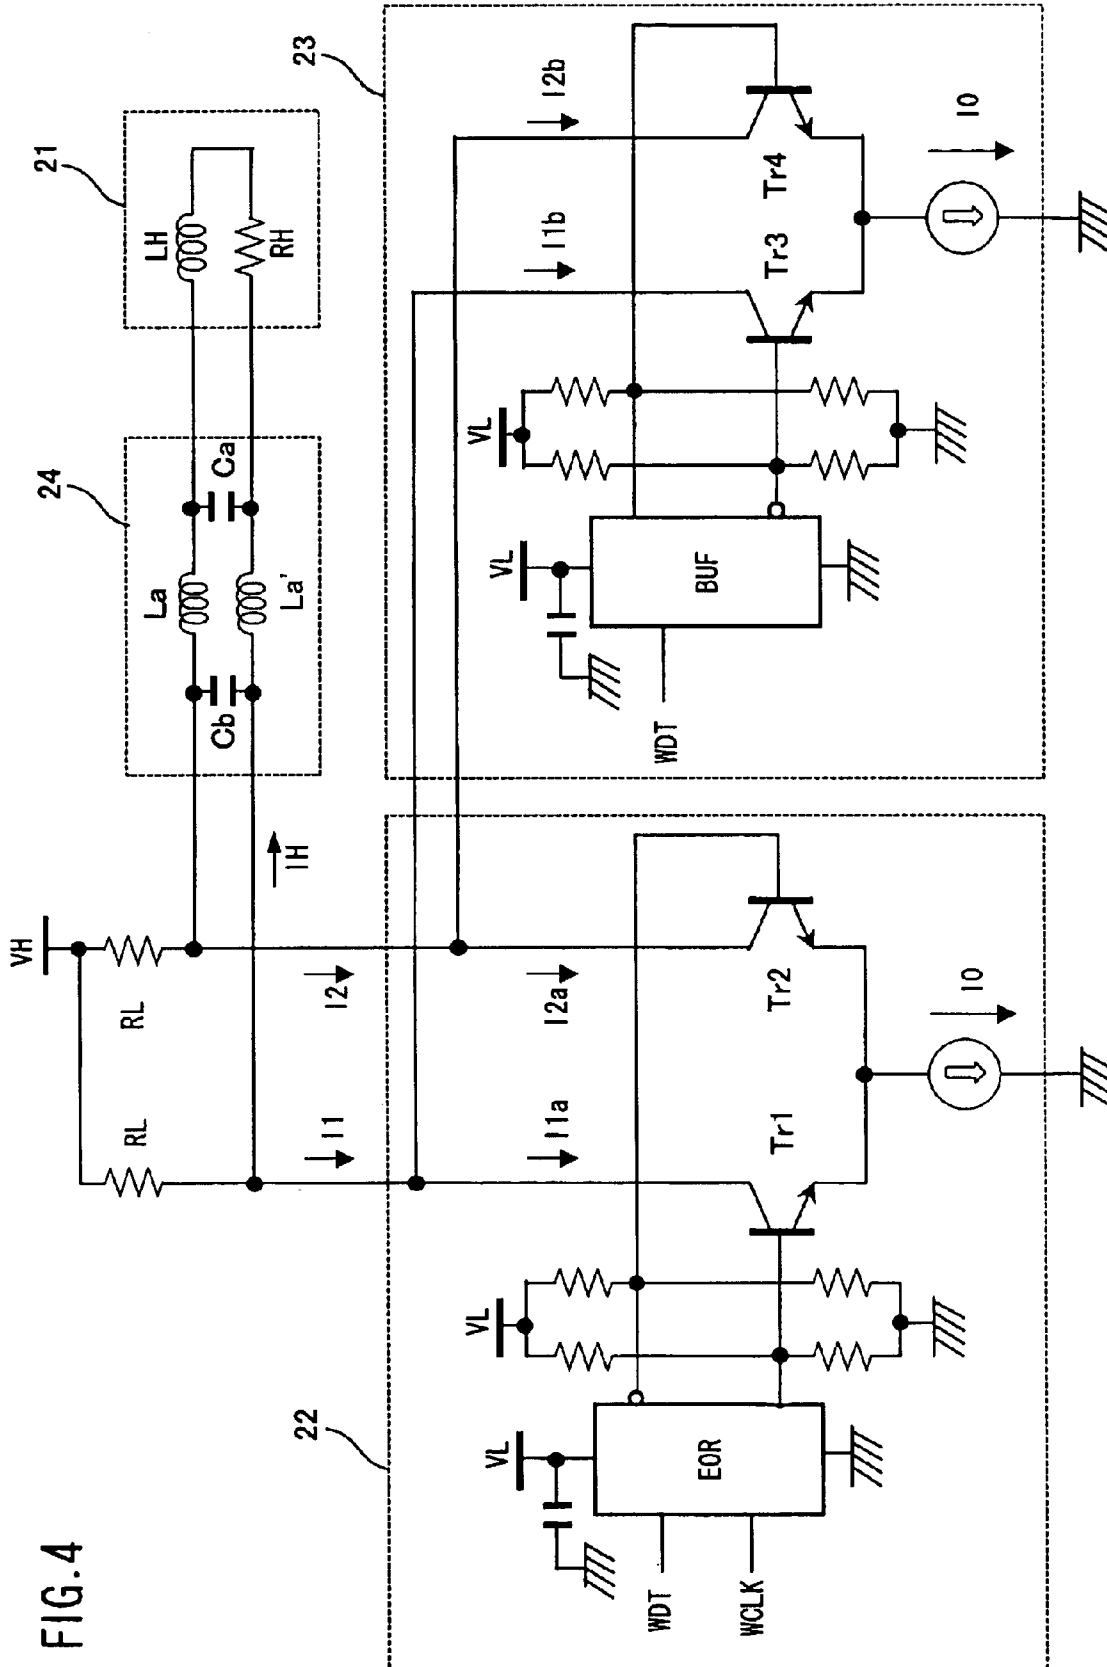 FIG.4
VH
RL
RL
I1
I2
IH
24
La
La'
Ca
Cb
21
LH
RH
22
I1a
I2a
VL
VL
EOR
WDT
WCLK
Tr1
Tr2
I0
23
I1b
I2b
VL
VL
BUF
WDT
Tr3
Tr4
I0